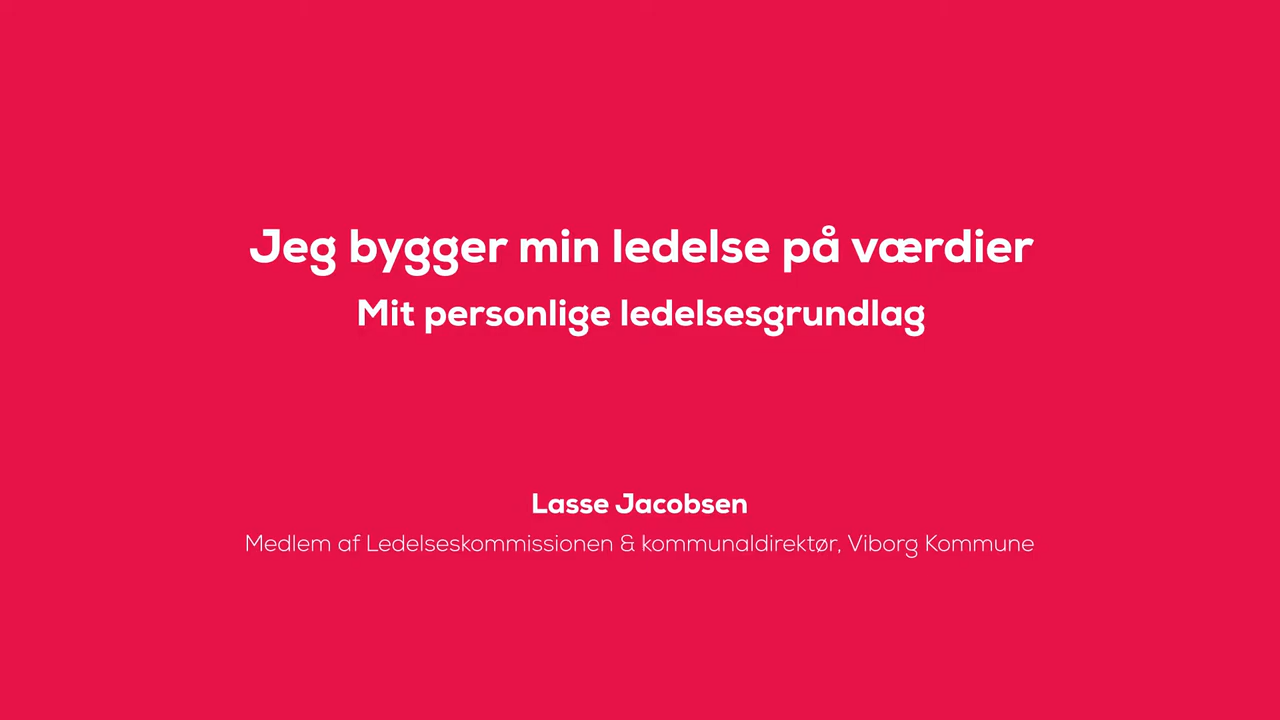 Jeg bygger min ledelse på værdier
Mit personlige ledelsesgrundlag
Lasse Jacobsen
Medlem af Ledelseskommissionen & kommunaldirektør, Viborg Kommune